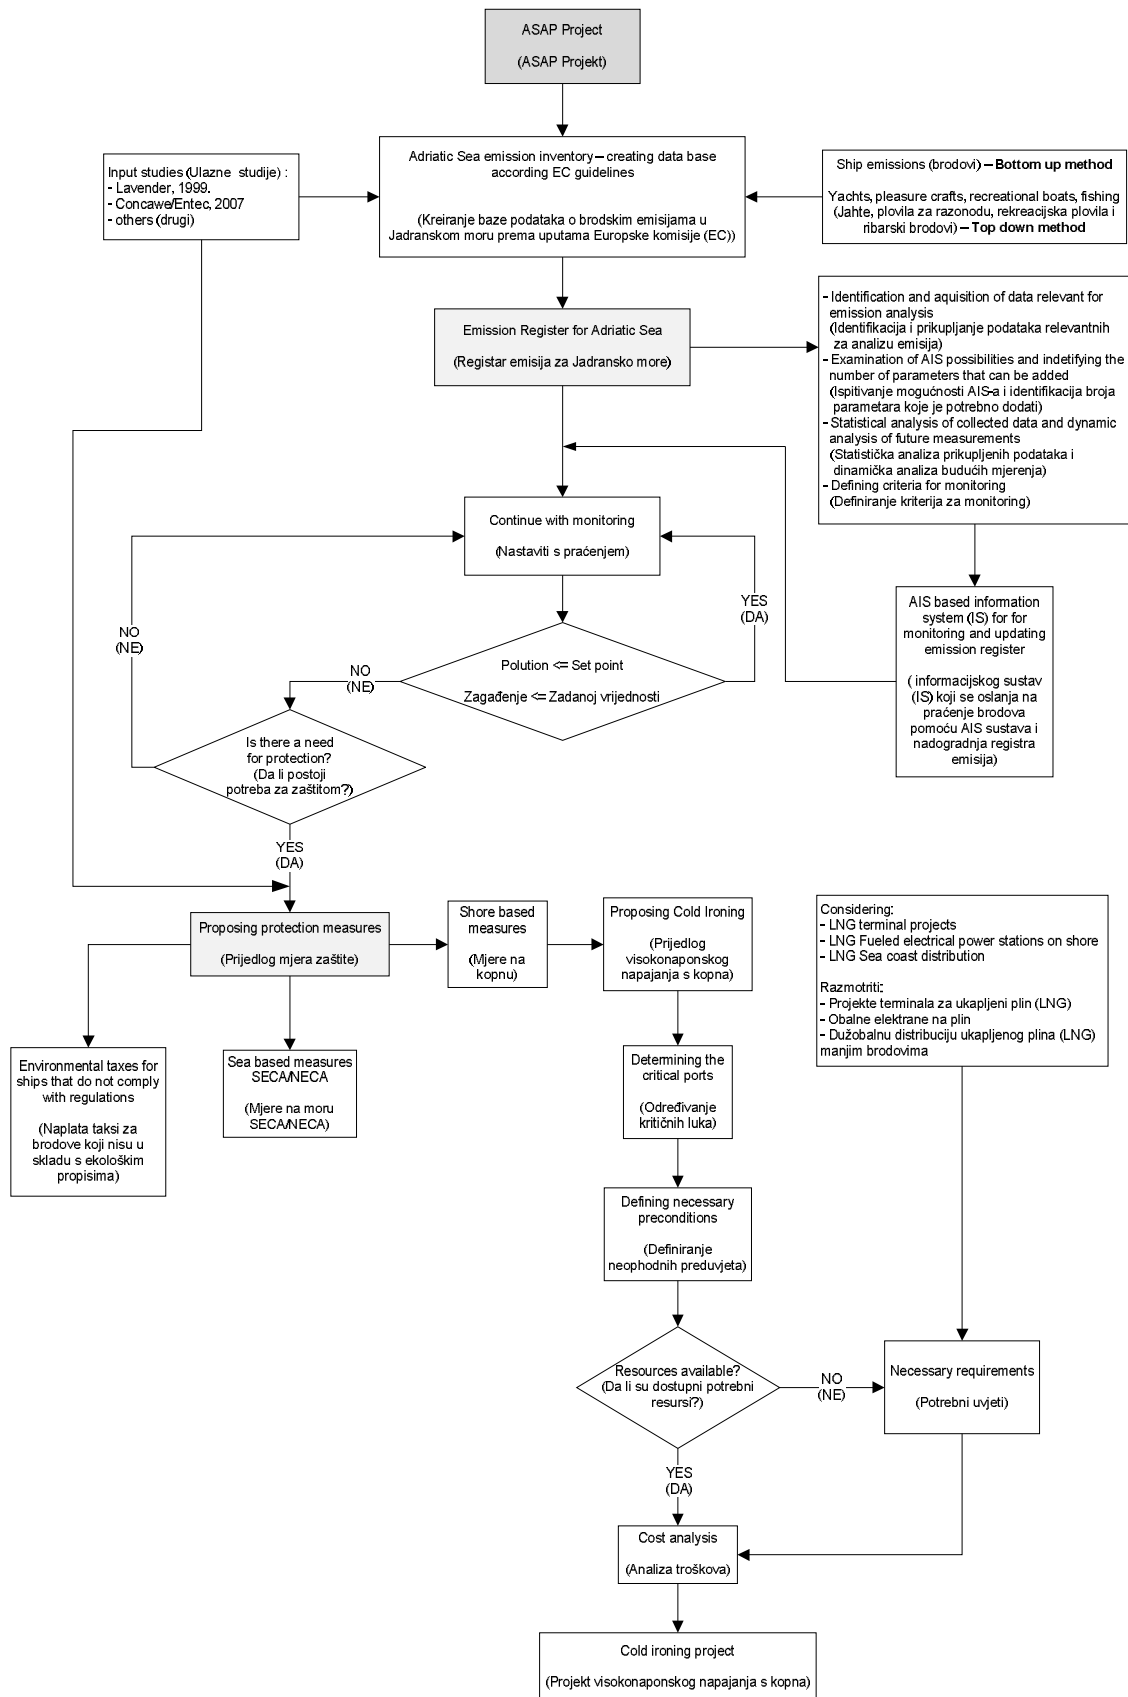 ASAP Project
(ASAP Projekt)
Input studies (Ulazne studije) :
- Lavender, 1999.
- Concawe/Entec, 2007
- others (drugi)
Adriatic Sea emission inventory – creating data base
according EC guidelines
(Kreiranje baze podataka o brodskim emisijama u
Jadranskom moru prema uputama Europske komisije (EC))
Ship emissions (brodovi) – Bottom up method
Yachts, pleasure crafts, recreational boats, fishing
(Jahte, plovila za razonodu, rekreacijska plovila i
ribarski brodovi) – Top down method
Emission Register for Adriatic Sea
(Registar emisija za Jadransko more)
- Identification and aquisition of data relevant for
emission analysis
(Identifikacija i prikupljanje podataka relevantnih
za analizu emisija)
- Examination of AIS possibilities and indetifying the
number of parameters that can be added
(Ispitivanje mogućnosti AIS-a i identifikacija broja
parametara koje je potrebno dodati)
- Statistical analysis of collected data and dynamic
analysis of future measurements
(Statistička analiza prikupljenih podataka i
dinamička analiza budućih mjerenja)
- Defining criteria for monitoring
(Definiranje kriterija za monitoring)
Continue with monitoring
(Nastaviti s praćenjem)
YES
(DA)
NO
(NE)
AIS based information
system (IS) for for
monitoring and updating
emission register
( informacijskog sustav
(IS) koji se oslanja na
praćenje brodova
pomoću AIS sustava i
nadogradnja registra
emisija)
Polution <= Set point
Zagađenje <= Zadanoj vrijednosti
NO
(NE)
Is there a need
for protection?
(Da li postoji
potreba za zaštitom?)
YES
(DA)
Proposing protection measures
(Prijedlog mjera zaštite)
Shore based
measures
(Mjere na
kopnu)
Proposing Cold Ironing
(Prijedlog
visokonaponskog
napajanja s kopna)
Considering:
- LNG terminal projects
- LNG Fueled electrical power stations on shore
- LNG Sea coast distribution
Razmotriti:
- Projekte terminala za ukapljeni plin (LNG)
- Obalne elektrane na plin
- Dužobalnu distribuciju ukapljenog plina (LNG)
manjim brodovima
Environmental taxes for
ships that do not comply
with regulations
(Naplata taksi za
brodove koji nisu u
skladu s ekološkim
propisima)
Sea based measures
SECA/NECA
(Mjere na moru
SECA/NECA)
Determining the
critical ports
(Određivanje
kritičnih luka)
Defining necessary
preconditions
(Definiranje
neophodnih preduvjeta)
Resources available?
(Da li su dostupni potrebni
resursi?)
NO
(NE)
Necessary requirements
(Potrebni uvjeti)
YES
(DA)
Cost analysis
(Analiza troškova)
Cold ironing project
(Projekt visokonaponskog napajanja s kopna)